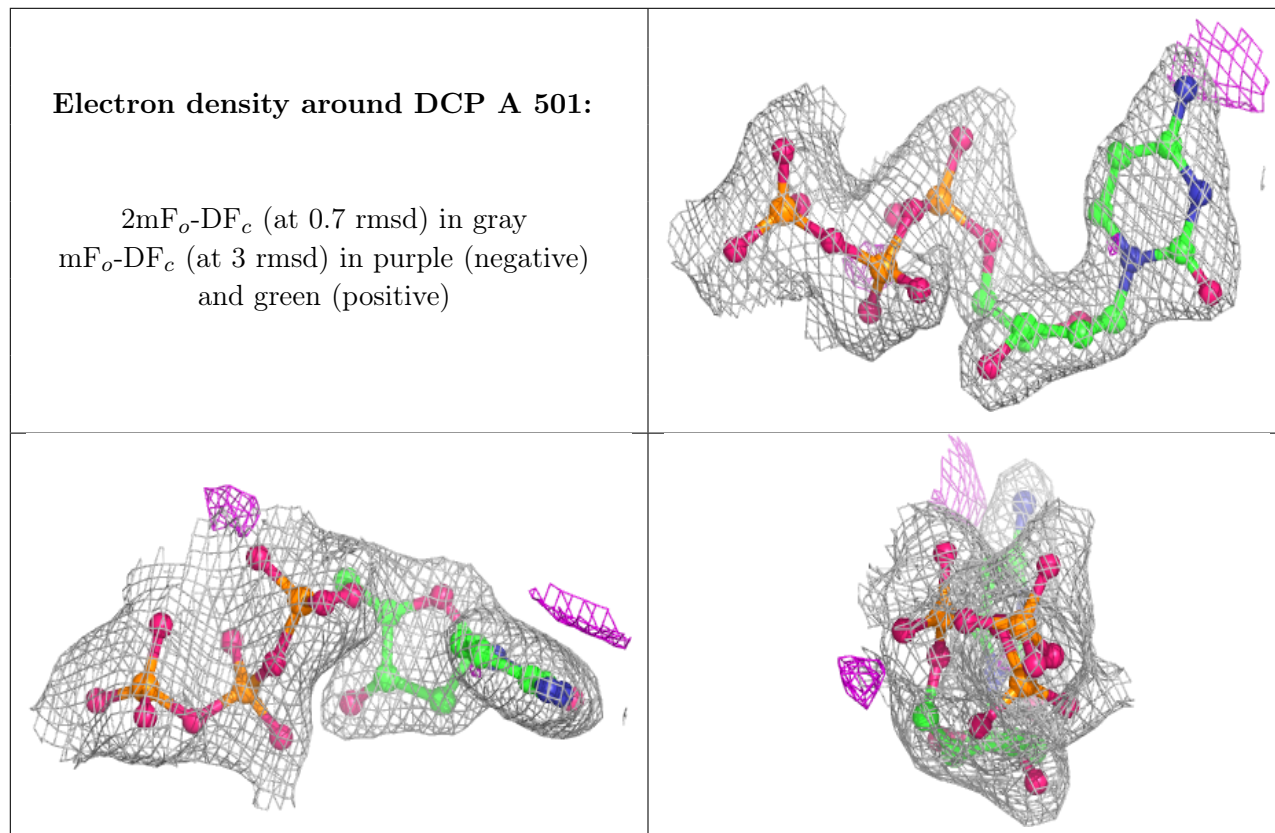 Electron density around DCP A 501:
2mFo-DFc (at 0.7 rmsd) in gray
mFo-DFc (at 3 rmsd) in purple (negative)
and green (positive)